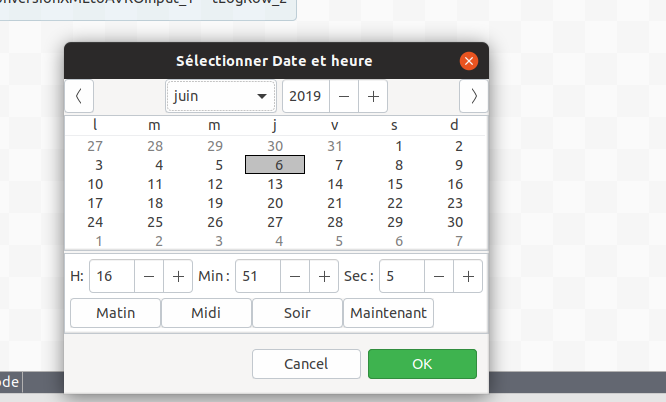 Sélectionner Date et heure
juin 2019
l m m j v s d
27 28 29 30 31 1 2
3 4 5 6 7 8 9
10 11 12 13 14 15 16
17 18 19 20 21 22 23
24 25 26 27 28 29 30
1 2 3 4 5 6 7
H: 16 Min : 51 Sec : 5
Matin Midi Soir Maintenant
Cancel OK
ode